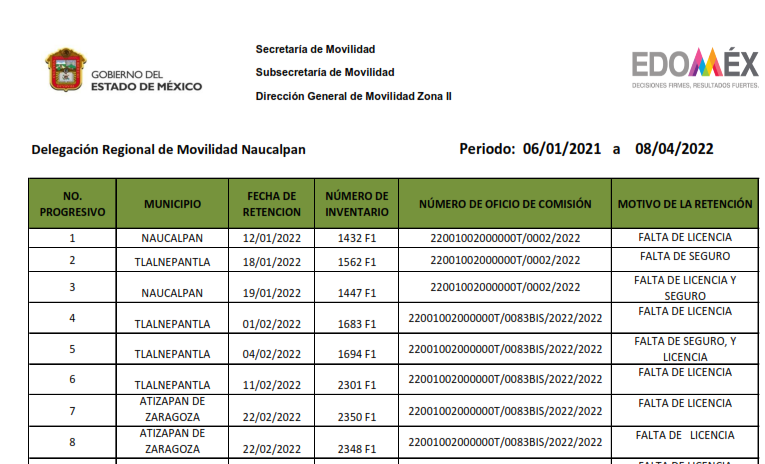 Secretaría de Movilidad
Subsecretaría de Movilidad
Dirección General de Movilidad Zona II
GOBIERNO DEL
ESTADO DE MÉXICO
EDOMÉX
DECISIONES FIRMES, RESULTADOS FUERTES.
Delegación Regional de Movilidad Naucalpan
Periodo: 06/01/2021 a 08/04/2022
NO. PROGRESIVO MUNICIPIO FECHA DE RETENCION NÚMERO DE INVENTARIO NÚMERO DE OFICIO DE COMISIÓN MOTIVO DE LA RETENCIÓN
1 NAUCALPAN 12/01/2022 1432 F1 22001002000000T/0002/2022 FALTA DE LICENCIA
2 TLALNEPANTLA 18/01/2022 1562 F1 22001002000000T/0002/2022 FALTA DE SEGURO
3 NAUCALPAN 19/01/2022 1447 F1 22001002000000T/0002/2022 FALTA DE LICENCIA Y SEGURO
4 TLALNEPANTLA 01/02/2022 1683 F1 22001002000000T/0083BIS/2022/2022 FALTA DE LICENCIA
5 TLALNEPANTLA 04/02/2022 1694 F1 22001002000000T/0083BIS/2022/2022 FALTA DE SEGURO, Y LICENCIA
6 TLALNEPANTLA 11/02/2022 2301 F1 22001002000000T/0083BIS/2022/2022 FALTA DE LICENCIA
7 ATIZAPAN DE ZARAGOZA 22/02/2022 2350 F1 22001002000000T/0083BIS/2022/2022 FALTA DE LICENCIA
8 ATIZAPAN DE ZARAGOZA 22/02/2022 2348 F1 22001002000000T/0083BIS/2022/2022 FALTA DE LICENCIA